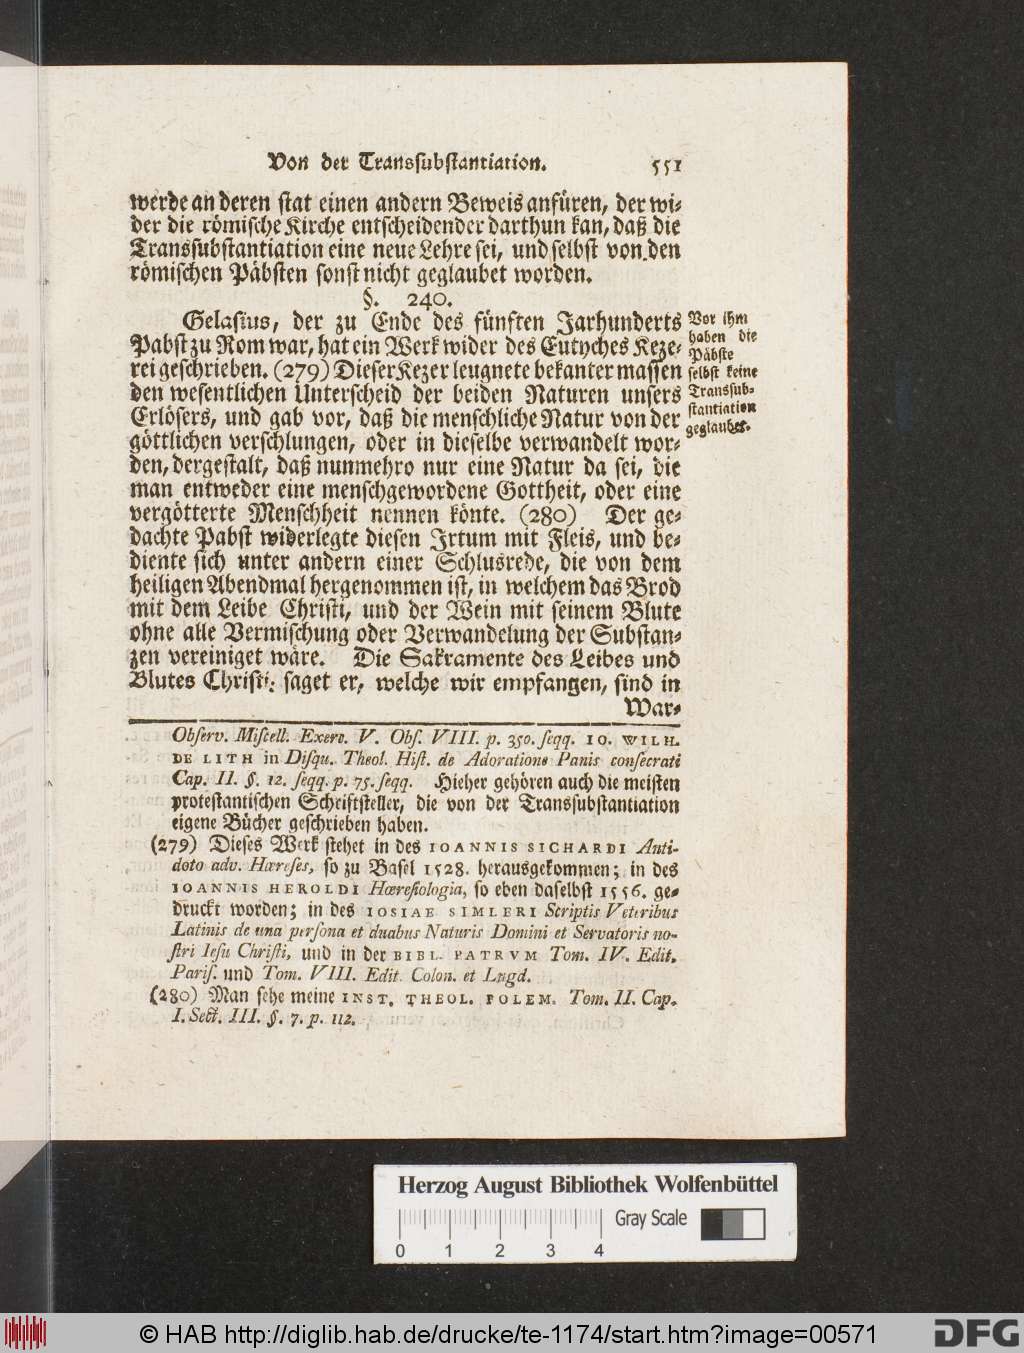 Von der Transsubstantiation. 551
werde an deren stat einen andern Beweis anfüren, der wi-
der die römische Kirche entscheidender darthun kan, daß die
Transsubstantiation eine neue Lehre sei, und selbst von den
römischen Päbsten sonst nicht geglaubet worden.
§. 240.
Gelasius, der zu Ende des fünften Jarhunderts
Pabst zu Rom war, hat ein Werk wider des Eutyches Keze-
rei geschrieben. (279) Dieser Kezer leugnete bekanter massen
den wesentlichen Unterscheid der beiden Naturen unsers
Erlösers, und gab vor, daß die menschliche Natur von der
göttlichen verschlungen, oder in dieselbe verwandelt wor-
den, dergestalt, daß nunmehro nur eine Natur da sei, die
man entweder eine menschgewordene Gottheit, oder eine
vergötterte Menschheit nennen könte. (280) Der ge-
dachte Pabst widerlegte diesen Irtum mit Fleis, und be-
diente sich unter andern einer Schlusrede, die von dem
heiligen Abendmal hergenommen ist, in welchem das Brod
mit dem Leibe Christi, und der Wein mit seinem Blute
ohne alle Vermischung oder Verwandelung der Substan-
zen vereiniget wäre. Die Sakramente des Leibes und
Blutes Christi, saget er, welche wir empfangen, sind in
War-
Vor ihm
haben die
Päbste
selbst keine
Transsub-
stantiation
geglaubet.
Observ. Miscell. Exerc. V. Obs. VIII. p. 350. seqq. IO. WILH.
DE LITH in Disqu. Theol. Hist. de Adoratione Panis consecrati
Cap. II. §. 12. seqq. p. 75. seqq. Hieher gehören auch die meisten
protestantischen Schriftsteller, die von der Transsubstantiation
eigene Bücher geschrieben haben.
(279) Dieses Werk stehet in des IOANNIS SICHARDI Anti-
doto adv. Hæreses, so zu Basel 1528. herausgekommen; in des
IOANNIS HEROLDI Hæresiologia, so eben daselbst 1556. ge-
druckt worden; in des IOSIAE SIMLERI Scriptis Veteribus
Latinis de una persona et duabus Naturis Domini et Servatoris no-
stri Iesu Christi, und in der BIBL. PATRVM Tom. IV. Edit.
Paris. und Tom. VIII. Edit. Colon. et Lugd.
(280) Man sehe meine INST. THEOL. POLEM. Tom. II. Cap.
I. Sect. III. §. 7. p. 112.
Herzog August Bibliothek Wolfenbüttel
Gray Scale
0 1 2 3 4
© HAB http://diglib.hab.de/drucke/te-1174/start.htm?image=00571
DFG